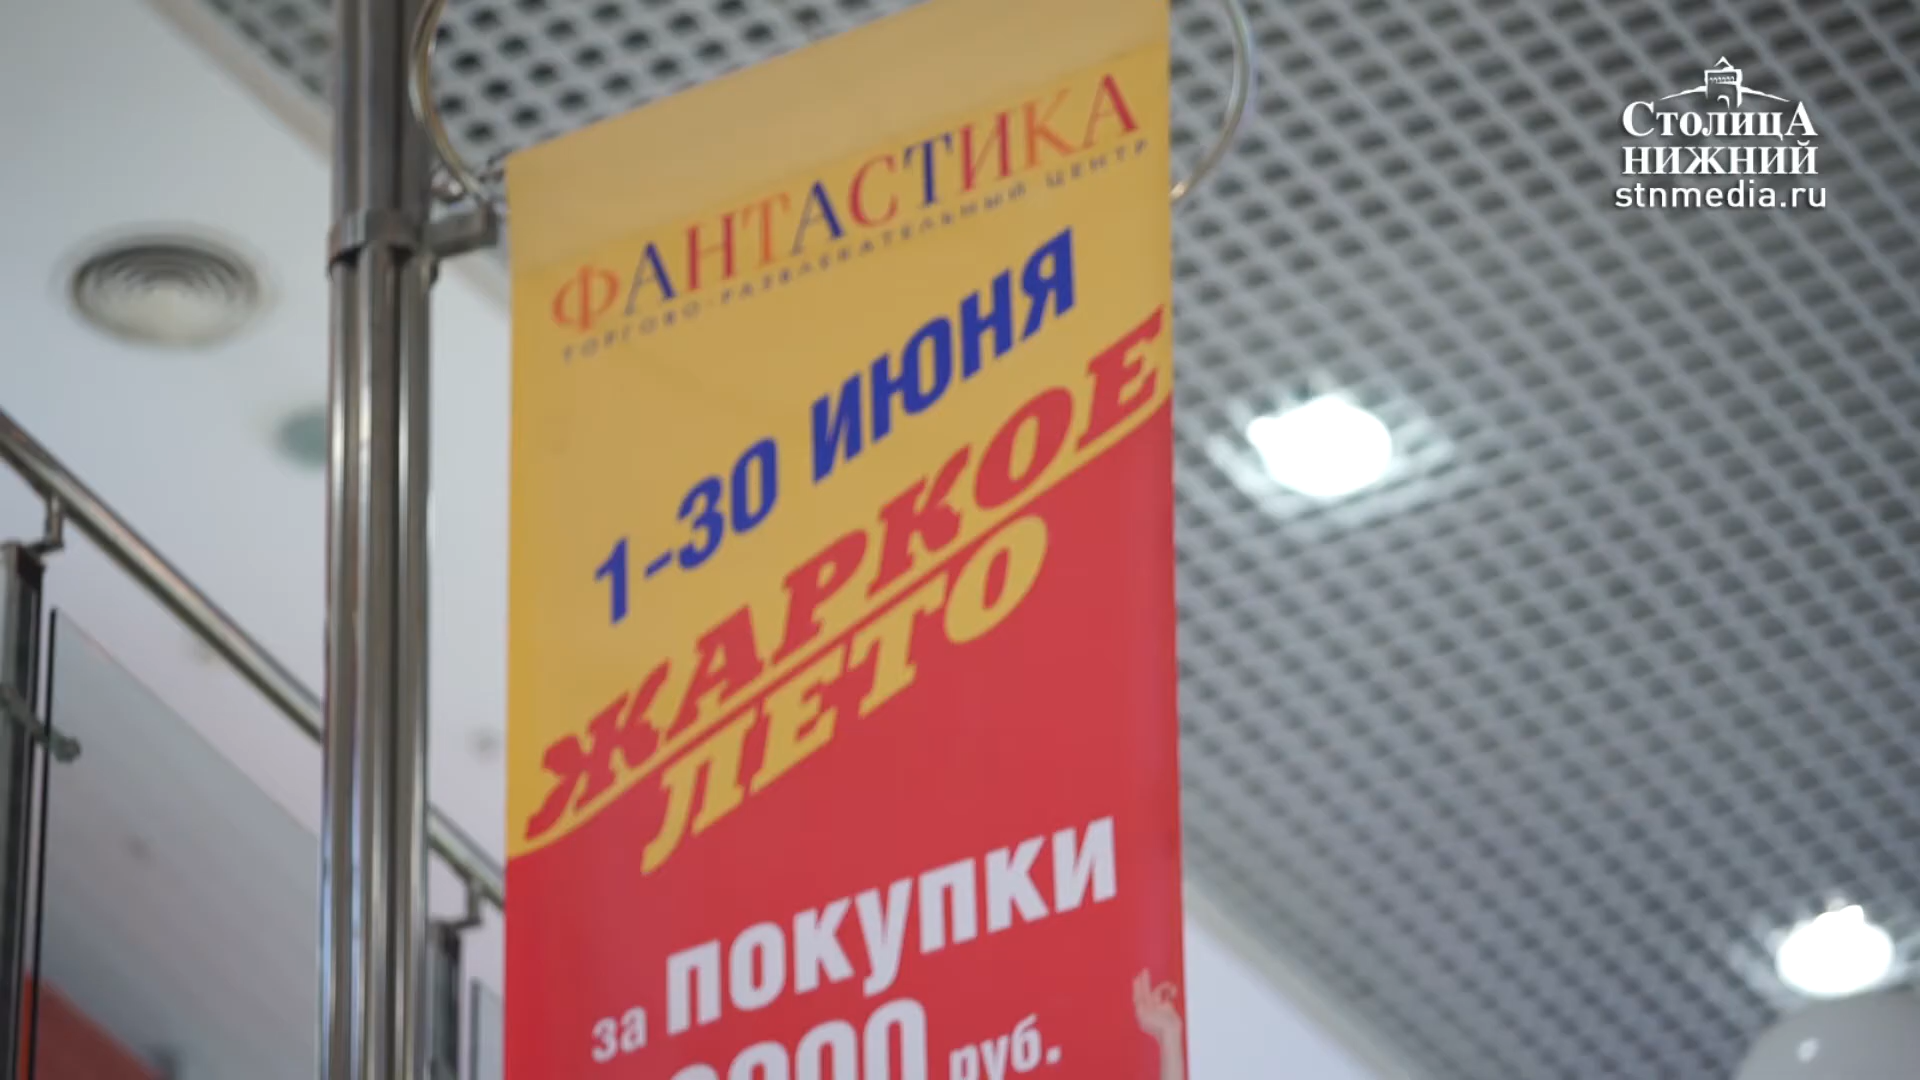 ФАНТАСТИКА
ТОРГОВО-РАЗВЛЕКАТЕЛЬНЫЙ ЦЕНТР
1-30 ИЮНЯ
ЖАРКОЕ
ЛЕТО
за ПОКУПКИ
руб.
СТОЛИЦА
НИЖНИЙ
stnmedia.ru